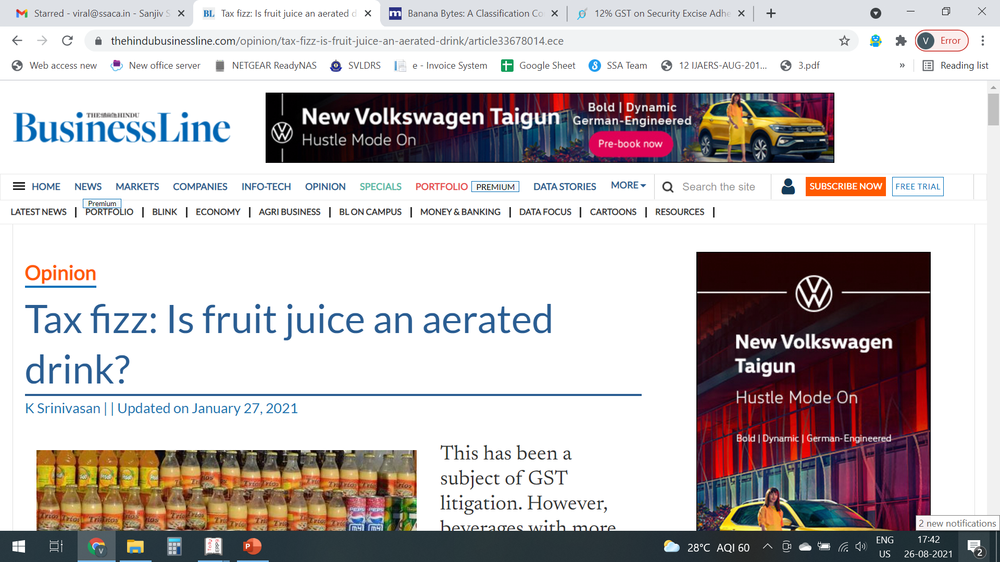 Starred - viral@ssaca.in - Sanjiv S
Tax fizz: Is fruit juice an aerated d
Banana Bytes: A Classification Co
12% GST on Security Excise Adhe
thehindubusinessline.com/opinion/tax-fizz-is-fruit-juice-an-aerated-drink/article33678014.ece
V Error
Web access new
New office server
NETGEAR ReadyNAS
SVLDRS
e - Invoice System
Google Sheet
SSA Team
12 IJAERS-AUG-201...
3.pdf
»
Reading list
THE HINDU
BusinessLine
New Volkswagen Taigun
Hustle Mode On
Bold | Dynamic
German-Engineered
Pre-book now
HOME NEWS MARKETS COMPANIES INFO-TECH OPINION SPECIALS PORTFOLIO PREMIUM DATA STORIES MORE
Search the site
SUBSCRIBE NOW
FREE TRIAL
Premium
LATEST NEWS | PORTFOLIO | BLINK | ECONOMY | AGRI BUSINESS | BL ON CAMPUS | MONEY & BANKING | DATA FOCUS | CARTOONS | RESOURCES |
Opinion
Tax fizz: Is fruit juice an aerated
drink?
K Srinivasan | | Updated on January 27, 2021
This has been a
subject of GST
litigation. However,
beverages with more
Trios
PEPS
New Volkswagen
Taigun
Hustle Mode On
Bold | Dynamic | German-Engineered
2 new notifications
28°C AQI 60
ENG
US
17:42
26-08-2021
2